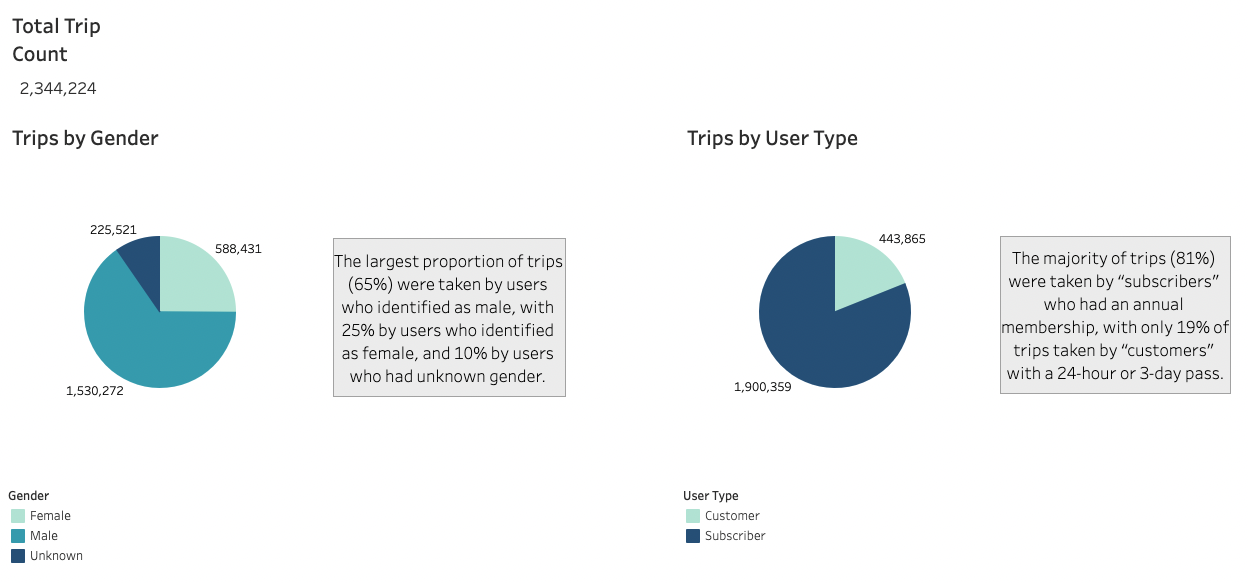 Total Trip
Count
2,344,224
Trips by Gender
225,521
588,431
1,530,272
The largest proportion of trips
(65%) were taken by users
who identified as male, with
25% by users who identified
as female, and 10% by users
who had unknown gender.
Gender
Female
Male
Unknown
Trips by User Type
443,865
1,900,359
The majority of trips (81%)
were taken by “subscribers”
who had an annual
membership, with only 19% of
trips taken by “customers”
with a 24-hour or 3-day pass.
User Type
Customer
Subscriber